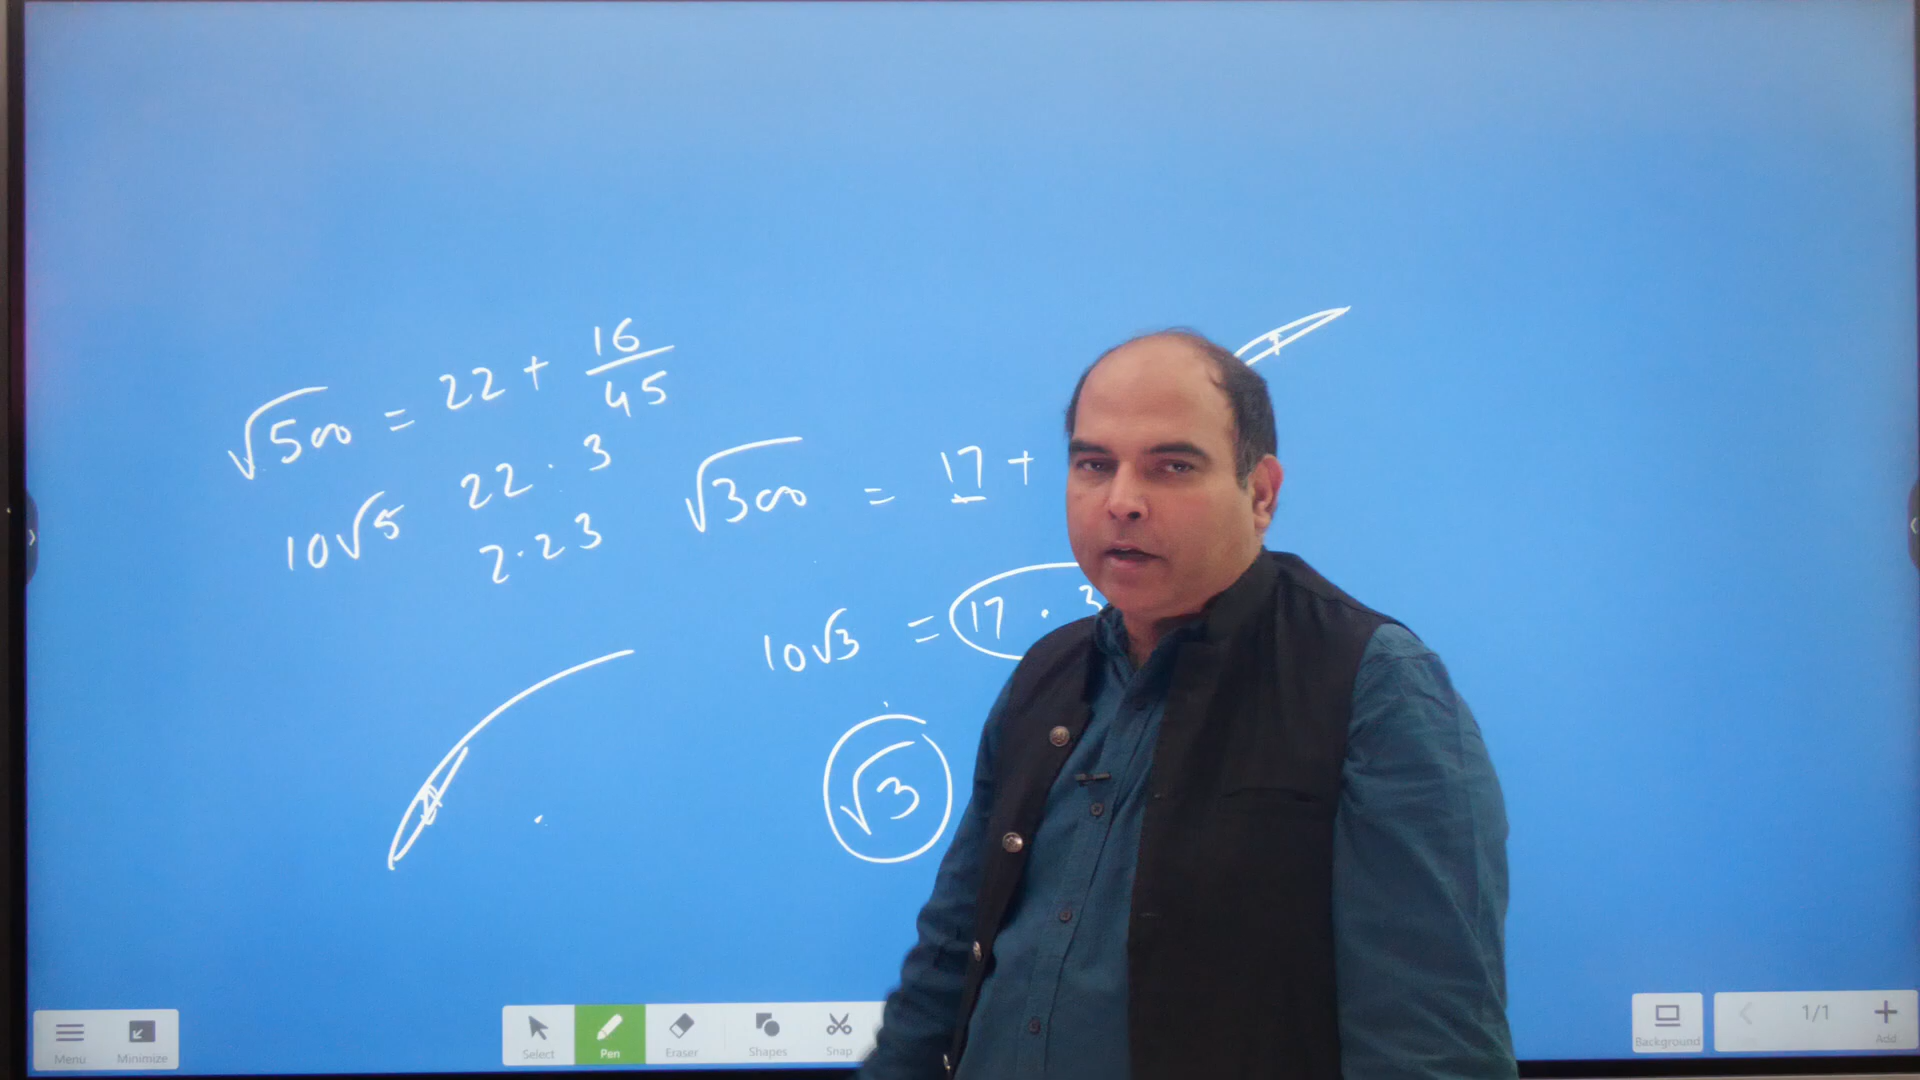 √500 = 22 + 16/45
10√5 22.3
2.23
√300 = 17 +
10√3 = 17.3
√3
Menu Minimize Select Pen Eraser Shapes Snap Background 1/1 Add